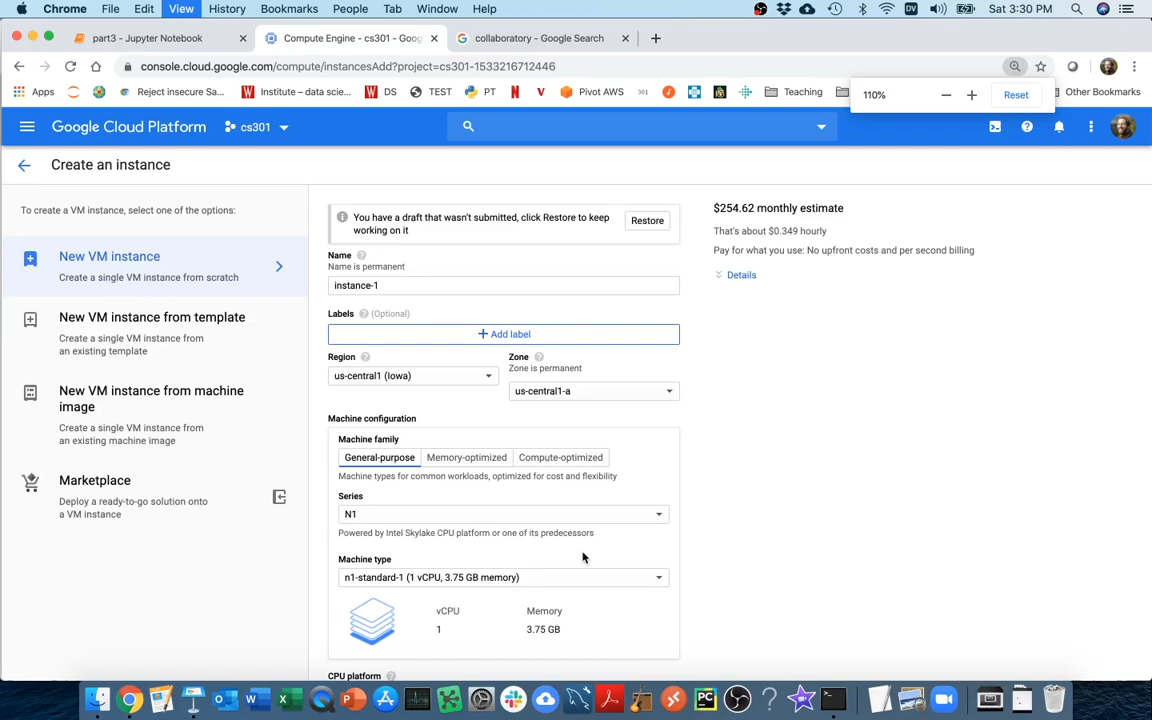 Chrome File Edit View History Bookmarks People Tab Window Help DV Sat 3:30 PM
part3 - Jupyter Notebook Compute Engine - cs301 - Goog collaboratory - Google Search
console.cloud.google.com/compute/instancesAdd?project=cs301-1533216712446
Apps Reject insecure Sa... Institute – data scie... DS TEST PT Pivot AWS 301 Teaching Other Bookmarks
110% Reset
Google Cloud Platform cs301
Create an instance
To create a VM instance, select one of the options:
New VM instance
Create a single VM instance from scratch
New VM instance from template
Create a single VM instance from
an existing template
New VM instance from machine
image
Create a single VM instance from
an existing machine image
Marketplace
Deploy a ready-to-go solution onto
a VM instance
You have a draft that wasn't submitted, click Restore to keep
working on it
Restore
Name
Name is permanent
instance-1
Labels (Optional)
Add label
Region
us-central1 (Iowa)
Zone
Zone is permanent
us-central1-a
Machine configuration
Machine family
General-purpose Memory-optimized Compute-optimized
Machine types for common workloads, optimized for cost and flexibility
Series
N1
Powered by Intel Skylake CPU platform or one of its predecessors
Machine type
n1-standard-1 (1 vCPU, 3.75 GB memory)
vCPU Memory
1 3.75 GB
CPU platform
$254.62 monthly estimate
That's about $0.349 hourly
Pay for what you use: No upfront costs and per second billing
Details